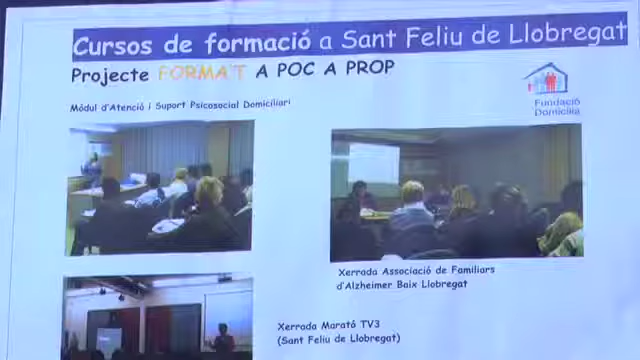 Cursos de formació a Sant Feliu de Llobregat
Projecte FORMA'T A POC A PROP
Mòdul d'Atenció i Suport Psicosocial Domiciliari
Fundació
Domicilia
Xerrada Associació de Familiars
d'Alzheimer Baix Llobregat
Xerrada Marató TV3
(Sant Feliu de Llobregat)